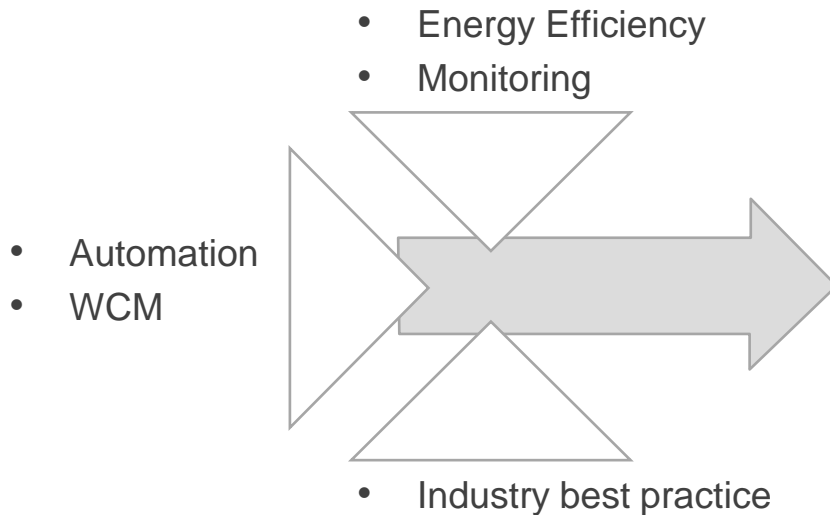 • Energy Efficiency
• Monitoring
• Automation
• WCM
• Industry best practice